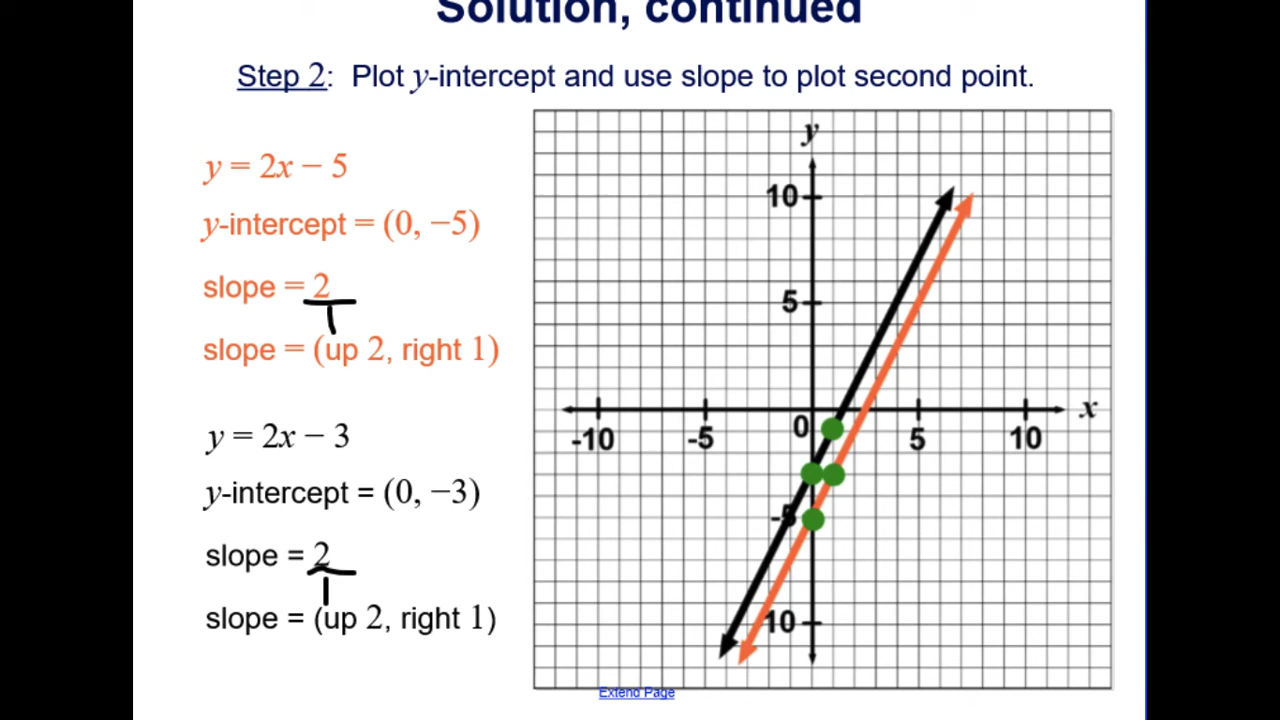 Solution, continued
Step 2: Plot y-intercept and use slope to plot second point.
y = 2x − 5
y-intercept = (0, −5)
slope = 2
1
slope = (up 2, right 1)
y = 2x − 3
y-intercept = (0, −3)
slope = 2
1
slope = (up 2, right 1)
y
10
5
x
-10
-5
0
5
10
-5
10
Extend Page